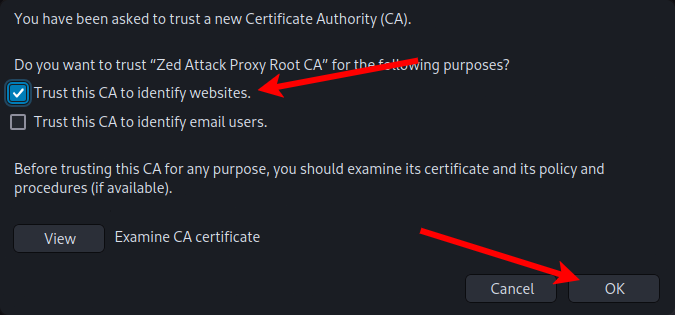 You have been asked to trust a new Certificate Authority (CA).
Do you want to trust “Zed Attack Proxy Root CA” for the following purposes?
Trust this CA to identify websites.
Trust this CA to identify email users.
Before trusting this CA for any purpose, you should examine its certificate and its policy and
procedures (if available).
View Examine CA certificate
Cancel OK